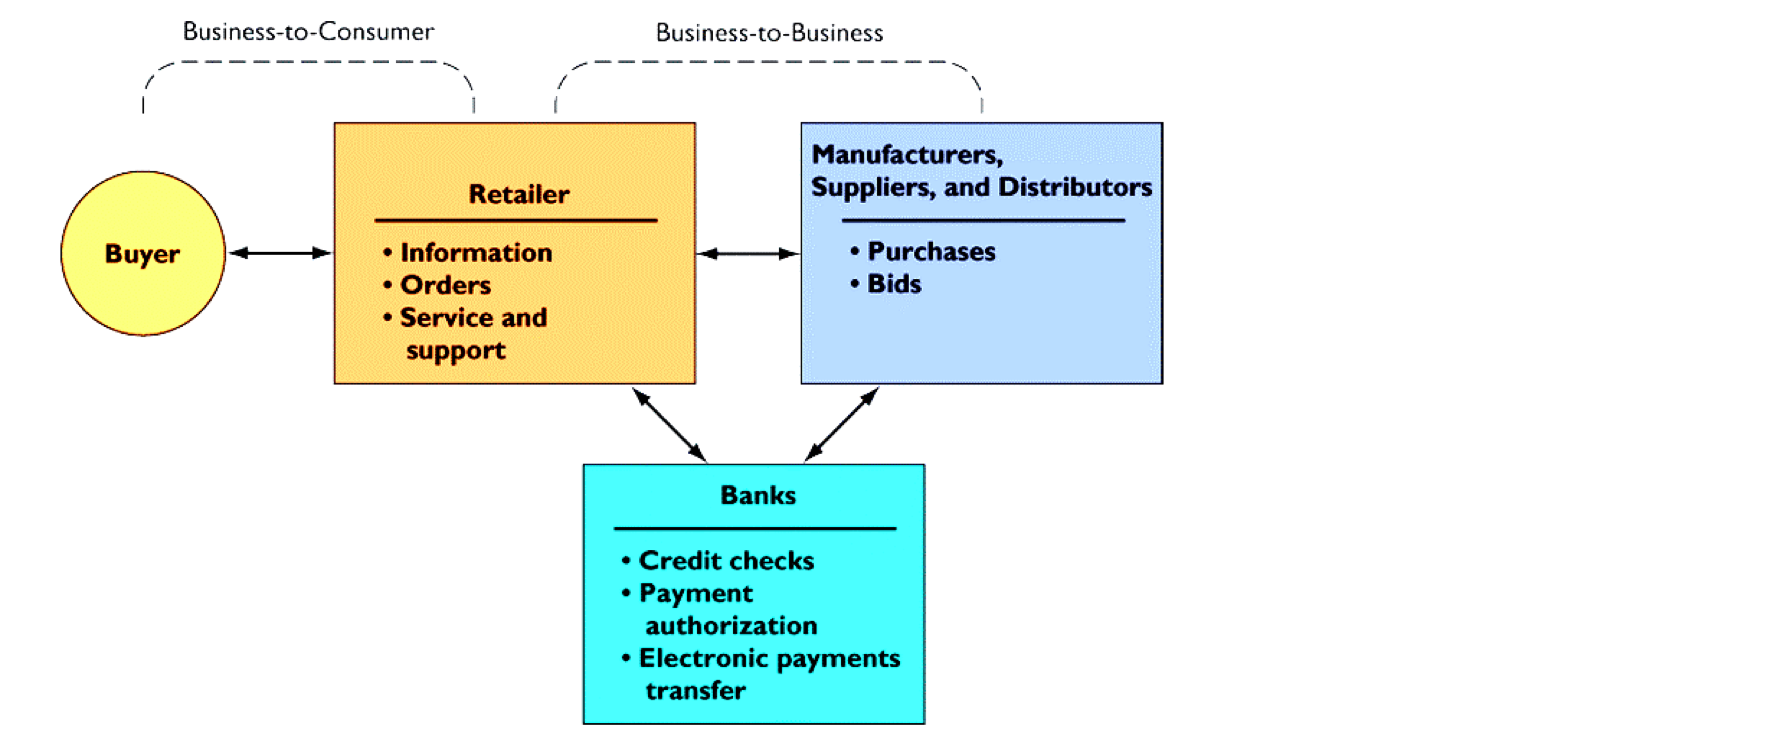 Business-to-Consumer
Business-to-Business
Buyer
Retailer
• Information
• Orders
• Service and
support
Manufacturers,
Suppliers, and Distributors
• Purchases
• Bids
Banks
• Credit checks
• Payment
authorization
• Electronic payments
transfer